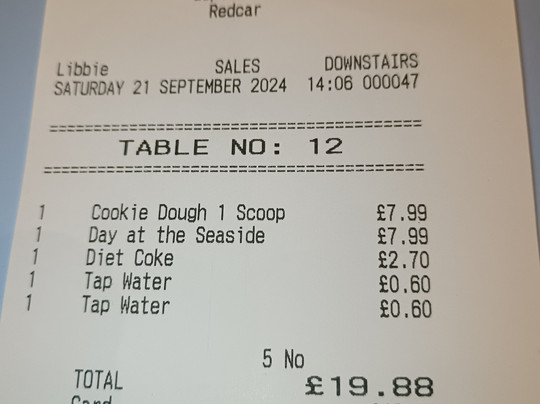 Redcar
Libbie SALES DOWNSTAIRS
SATURDAY 21 SEPTEMBER 2024 14:06 000047
TABLE NO: 12
1 Cookie Dough 1 Scoop £7.99
1 Day at the Seaside £7.99
1 Diet Coke £2.70
1 Tap Water £0.60
1 Tap Water £0.60
5 No
TOTAL £19.88